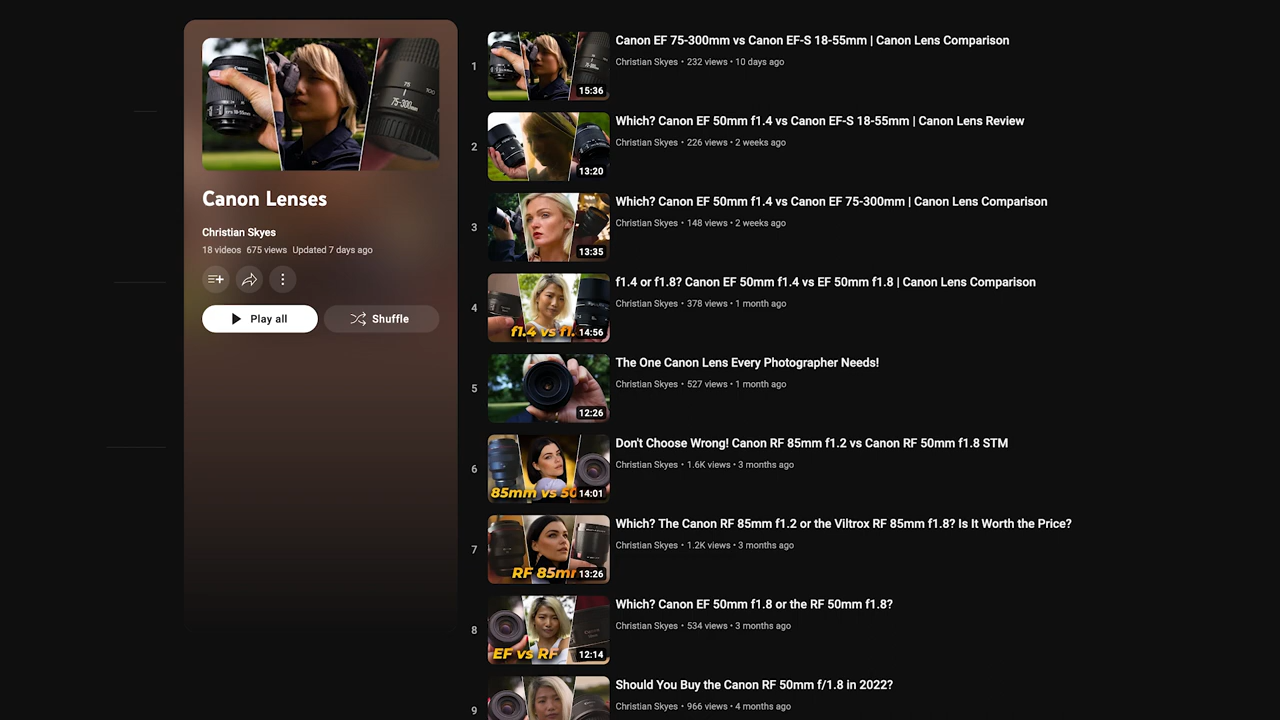 Canon Lenses
Christian Skyes
18 videos 675 views Updated 7 days ago
Play all
Shuffle
1
75-300mm
15:36
Canon EF 75-300mm vs Canon EF-S 18-55mm | Canon Lens Comparison
Christian Skyes • 232 views • 10 days ago
2
13:20
Which? Canon EF 50mm f1.4 vs Canon EF-S 18-55mm | Canon Lens Review
Christian Skyes • 226 views • 2 weeks ago
3
13:35
Which? Canon EF 50mm f1.4 vs Canon EF 75-300mm | Canon Lens Comparison
Christian Skyes • 148 views • 2 weeks ago
4
f1.4 vs f1.
14:56
f1.4 or f1.8? Canon EF 50mm f1.4 vs EF 50mm f1.8 | Canon Lens Comparison
Christian Skyes • 378 views • 1 month ago
5
12:26
The One Canon Lens Every Photographer Needs!
Christian Skyes • 527 views • 1 month ago
6
85mm vs 50
14:01
Don't Choose Wrong! Canon RF 85mm f1.2 vs Canon RF 50mm f1.8 STM
Christian Skyes • 1.6K views • 3 months ago
7
RF 85mm
13:26
Which? The Canon RF 85mm f1.2 or the Viltrox RF 85mm f1.8? Is It Worth the Price?
Christian Skyes • 1.2K views • 3 months ago
8
EF vs RF
12:14
Which? Canon EF 50mm f1.8 or the RF 50mm f1.8?
Christian Skyes • 534 views • 3 months ago
9
Should You Buy the Canon RF 50mm f/1.8 in 2022?
Christian Skyes • 966 views • 4 months ago